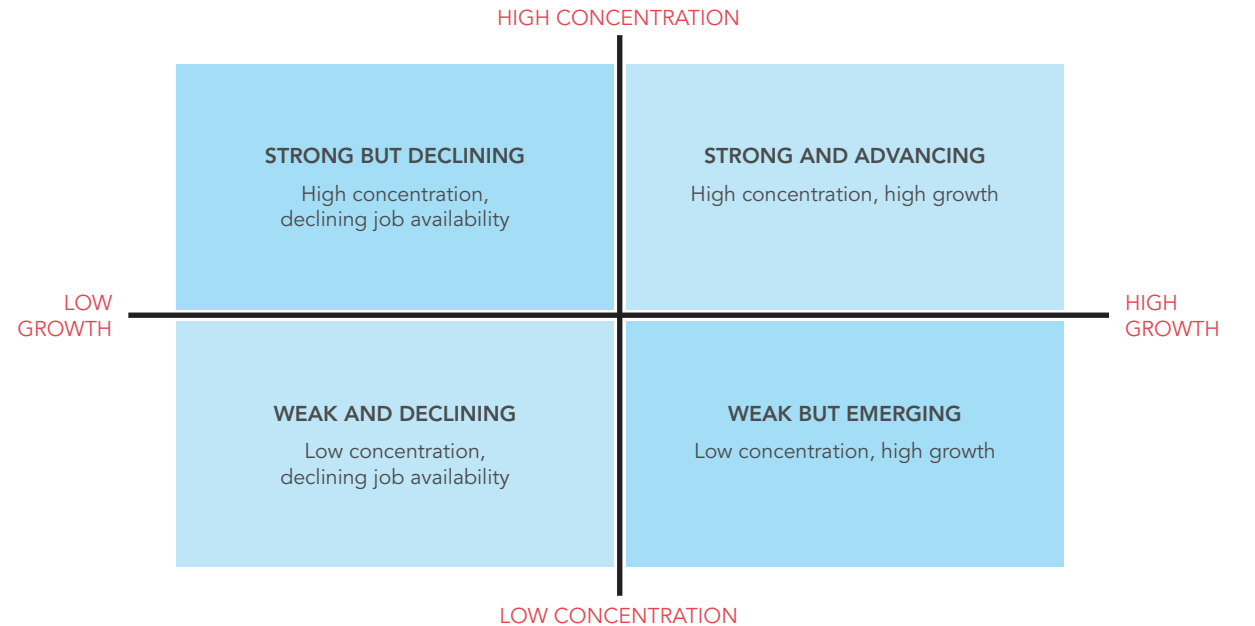 HIGH CONCENTRATION
STRONG BUT DECLINING
High concentration,
declining job availability
STRONG AND ADVANCING
High concentration, high growth
LOW
GROWTH
HIGH
GROWTH
WEAK AND DECLINING
Low concentration,
declining job availability
WEAK BUT EMERGING
Low concentration, high growth
LOW CONCENTRATION